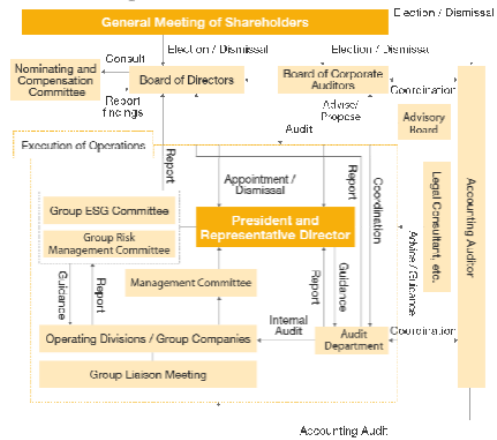 General Meeting of Shareholders
Election / Dismissal
Election / Dismissal
Election / Dismissal
Consult
Nominating and
Compensation
Committee
Board of Directors
Board of Corporate
Auditors
Coordination
Report
findings
Advise/
Propose
Advisory
Board
Audit
Execution of Operations
Report
Appointment /
Dismissal
Report
Coordination
Legal Consultant, etc.
Accounting Auditor
Group ESG Committee
President and
Representative Director
Group Risk
Management Committee
Advise / Guidance
Guidance
Report
Management Committee
Report
Guidance
Internal
Audit
Operating Divisions / Group Companies
Audit
Department
Coordination
Group Liaison Meeting
Accounting Audit